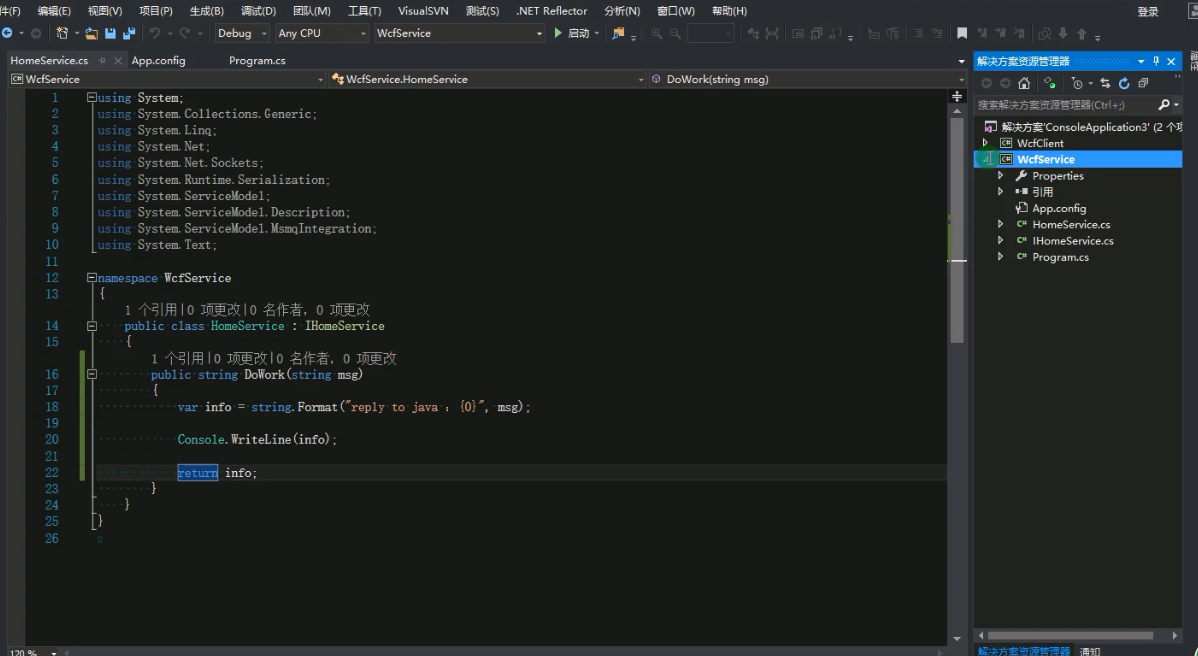 件(F) 编辑(E) 视图(V) 项目(P) 生成(B) 调试(D) 团队(M) 工具(T) VisualSVN 测试(S) .NET Reflector 分析(N) 窗口(W) 帮助(H) 登录
Debug Any CPU WcfService 启动
HomeService.cs App.config Program.cs
WcfService WcfService.HomeService DoWork(string msg)
1 using System;
2 using System.Collections.Generic;
3 using System.Linq;
4 using System.Net;
5 using System.Net.Sockets;
6 using System.Runtime.Serialization;
7 using System.ServiceModel;
8 using System.ServiceModel.Description;
9 using System.ServiceModel.MsmqIntegration;
10 using System.Text;
11
12 namespace WcfService
13 {
1 个引用|0 项更改|0 名作者, 0 项更改
14 public class HomeService : IHomeService
15 {
1 个引用|0 项更改|0 名作者, 0 项更改
16 public string DoWork(string msg)
17 {
18 var info = string.Format("reply to java : {0}", msg);
19
20 Console.WriteLine(info);
21
22 return info;
23 }
24 }
25 }
26
120 %
解决方案资源管理器
搜索解决方案资源管理器(Ctrl+;)
解决方案'ConsoleApplication3' (2 个项
WcfClient
WcfService
Properties
引用
App.config
HomeService.cs
IHomeService.cs
Program.cs
解决方案资源管理器 通知